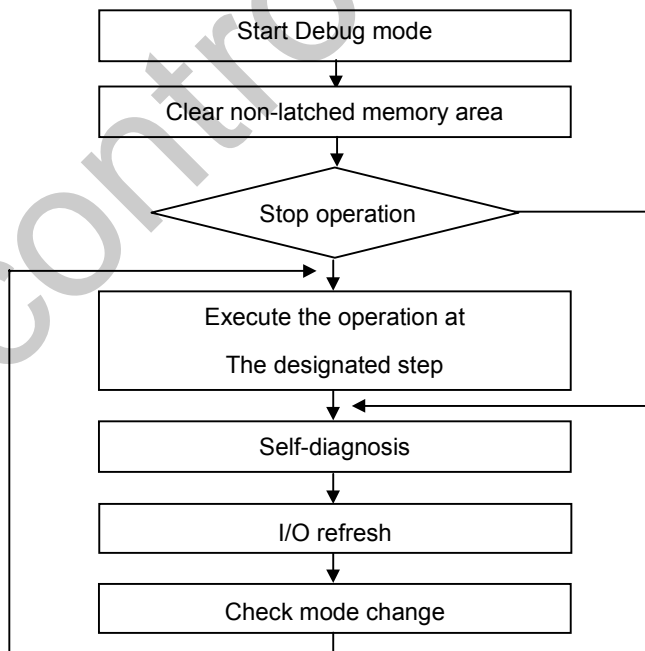 Start Debug mode
Clear non-latched memory area
Stop operation
Execute the operation at
The designated step
Self-diagnosis
I/O refresh
Check mode change
contro